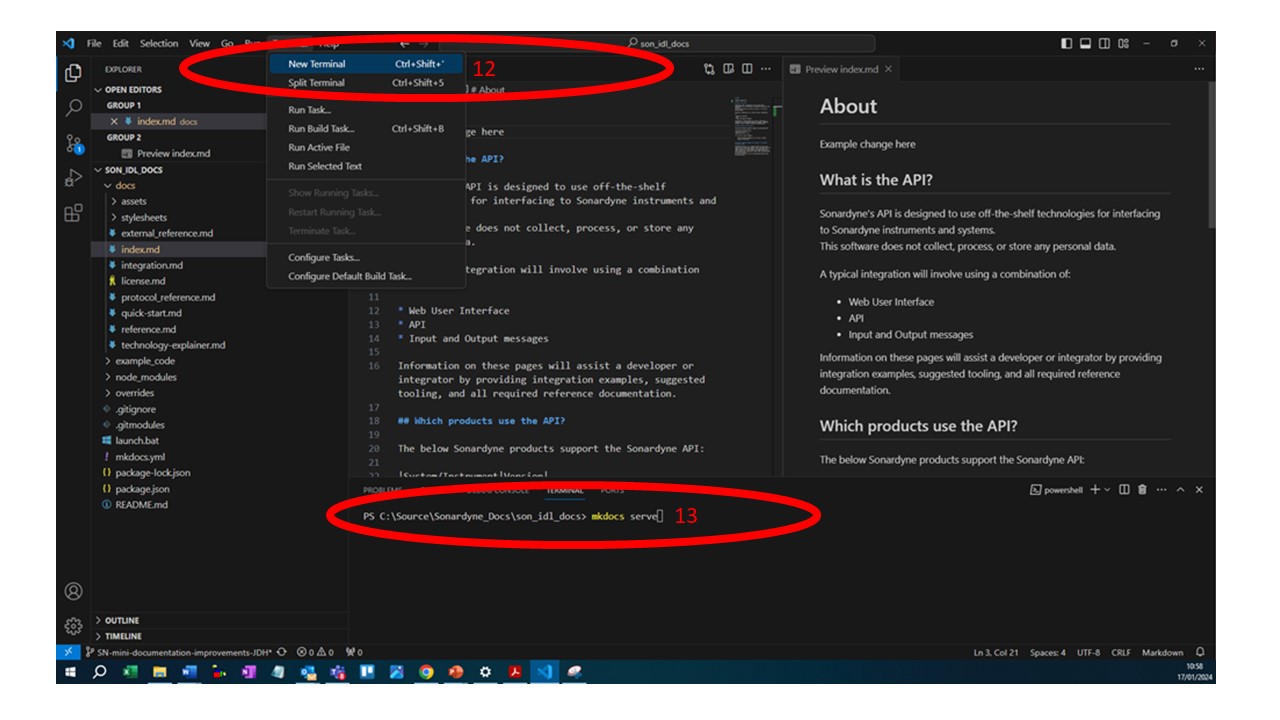 File Edit Selection View Go Run Terminal Help
son_idl_docs
EXPLORER
OPEN EDITORS
GROUP 1
index.md docs
GROUP 2
Preview index.md
SON_IDL_DOCS
docs
assets
stylesheets
external_reference.md
index.md
integration.md
license.md
protocol_reference.md
quick-start.md
reference.md
technology-explainer.md
example_code
node_modules
overrides
.gitignore
.gitmodules
launch.bat
mkdocs.yml
package-lock.json
package.json
README.md
OUTLINE
TIMELINE
New Terminal Ctrl+Shift+'
12
Split Terminal Ctrl+Shift+5
Run Task...
Run Build Task... Ctrl+Shift+B
Run Active File
Run Selected Text
Show Running Tasks...
Restart Running Task...
Terminate Task...
Configure Tasks...
Configure Default Build Task...
# About
ge here
he API?
API is designed to use off-the-shelf
for interfacing to Sonardyne instruments and
e does not collect, process, or store any
a.
tegration will involve using a combination
11
12 * Web User Interface
13 * API
14 * Input and Output messages
15
16 Information on these pages will assist a developer or
integrator by providing integration examples, suggested
tooling, and all required reference documentation.
17
18 ## Which products use the API?
19
20 The below Sonardyne products support the Sonardyne API:
21
|System/Instrument|Version|
Preview index.md
About
Example change here
What is the API?
Sonardyne's API is designed to use off-the-shelf technologies for interfacing
to Sonardyne instruments and systems.
This software does not collect, process, or store any personal data.
A typical integration will involve using a combination of:
• Web User Interface
• API
• Input and Output messages
Information on these pages will assist a developer or integrator by providing
integration examples, suggested tooling, and all required reference
documentation.
Which products use the API?
The below Sonardyne products support the Sonardyne API:
PROBLEMS DEBUG CONSOLE TERMINAL PORTS
powershell
PS C:\Source\Sonardyne_Docs\son_idl_docs> mkdocs serve
13
SN-mini-documentation-improvements-JDH* 0 0 0
Ln 3, Col 21 Spaces: 4 UTF-8 CRLF Markdown
10:58
17/01/2024